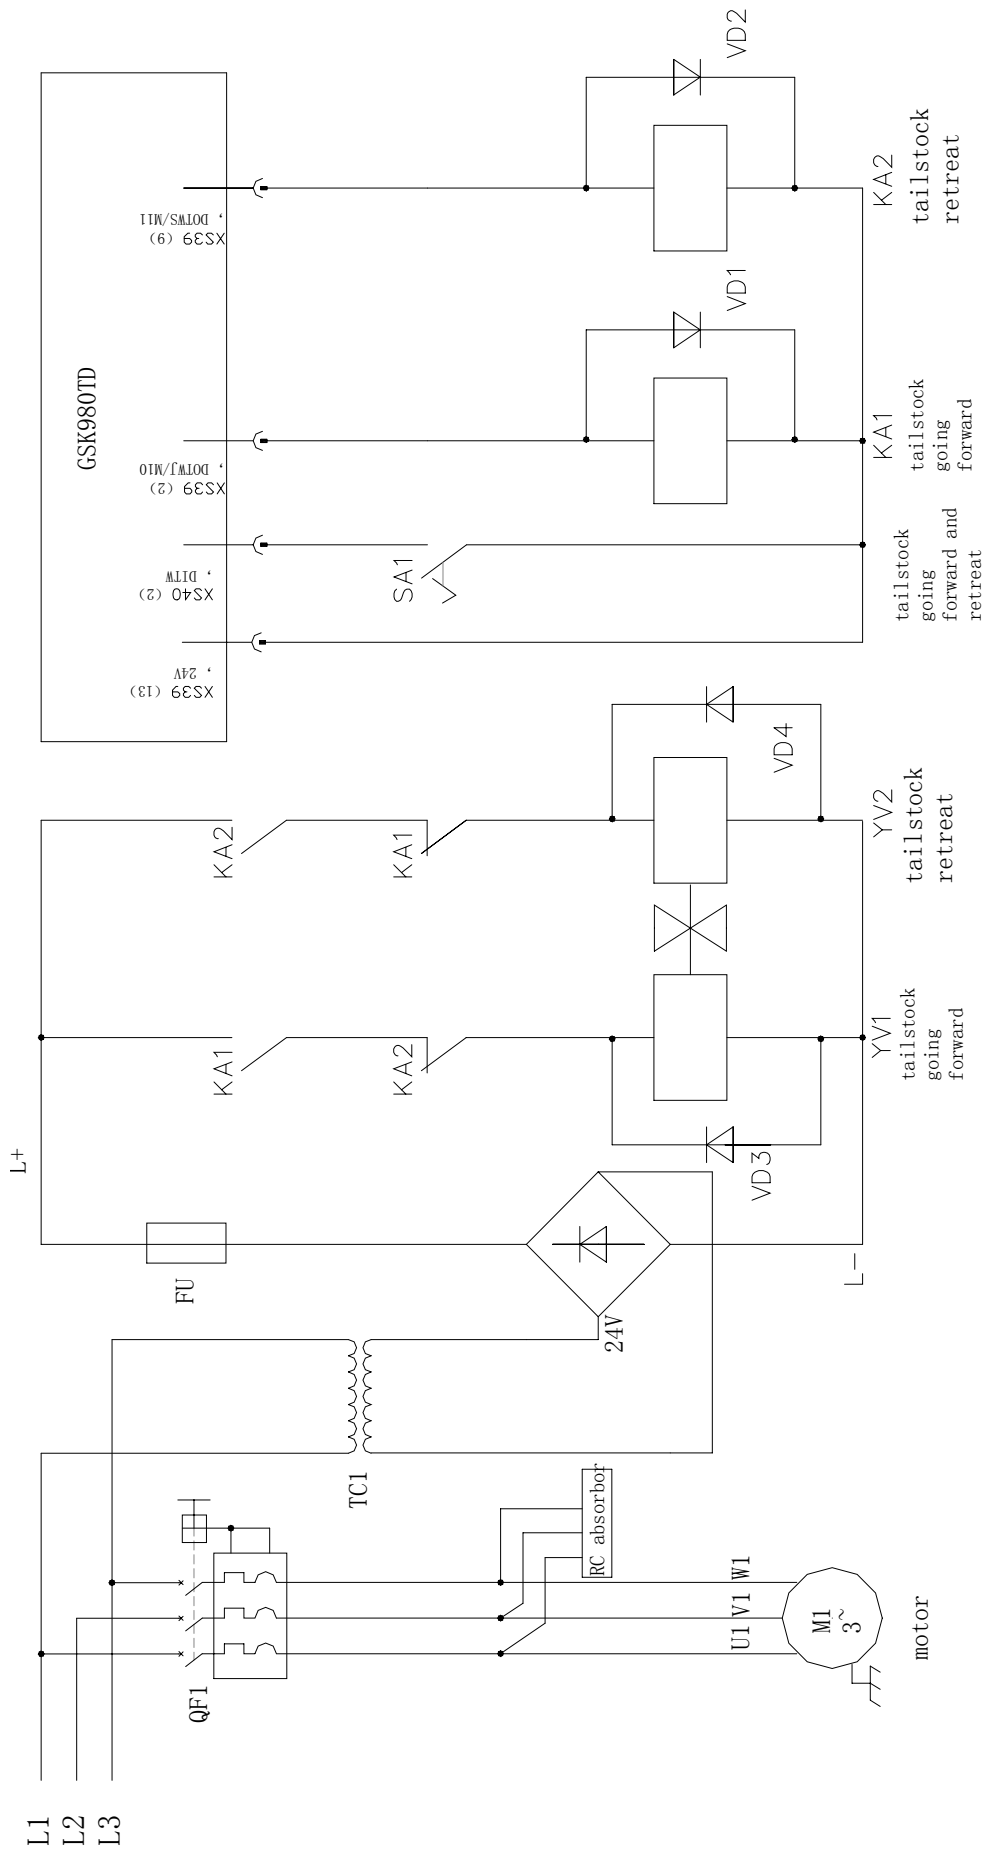 L1
L2
L3
QF1
U1 V1 W1
M1
3~
motor
RC absorbor
TC1
24V
FU
L+
L-
VD3
KA1
KA2
YV1
tailstock
going
forward
KA2
KA1
VD4
YV2
tailstock
retreat
GSK980TD
XS39 (13)
, 24V
XS40 (2)
, DITW
XS39 (2)
, DOTWJ/M10
XS39 (9)
, DOTWS/M11
SA1
tailstock
going
forward and
retreat
VD1
KA1
tailstock
going
forward
VD2
KA2
tailstock
retreat